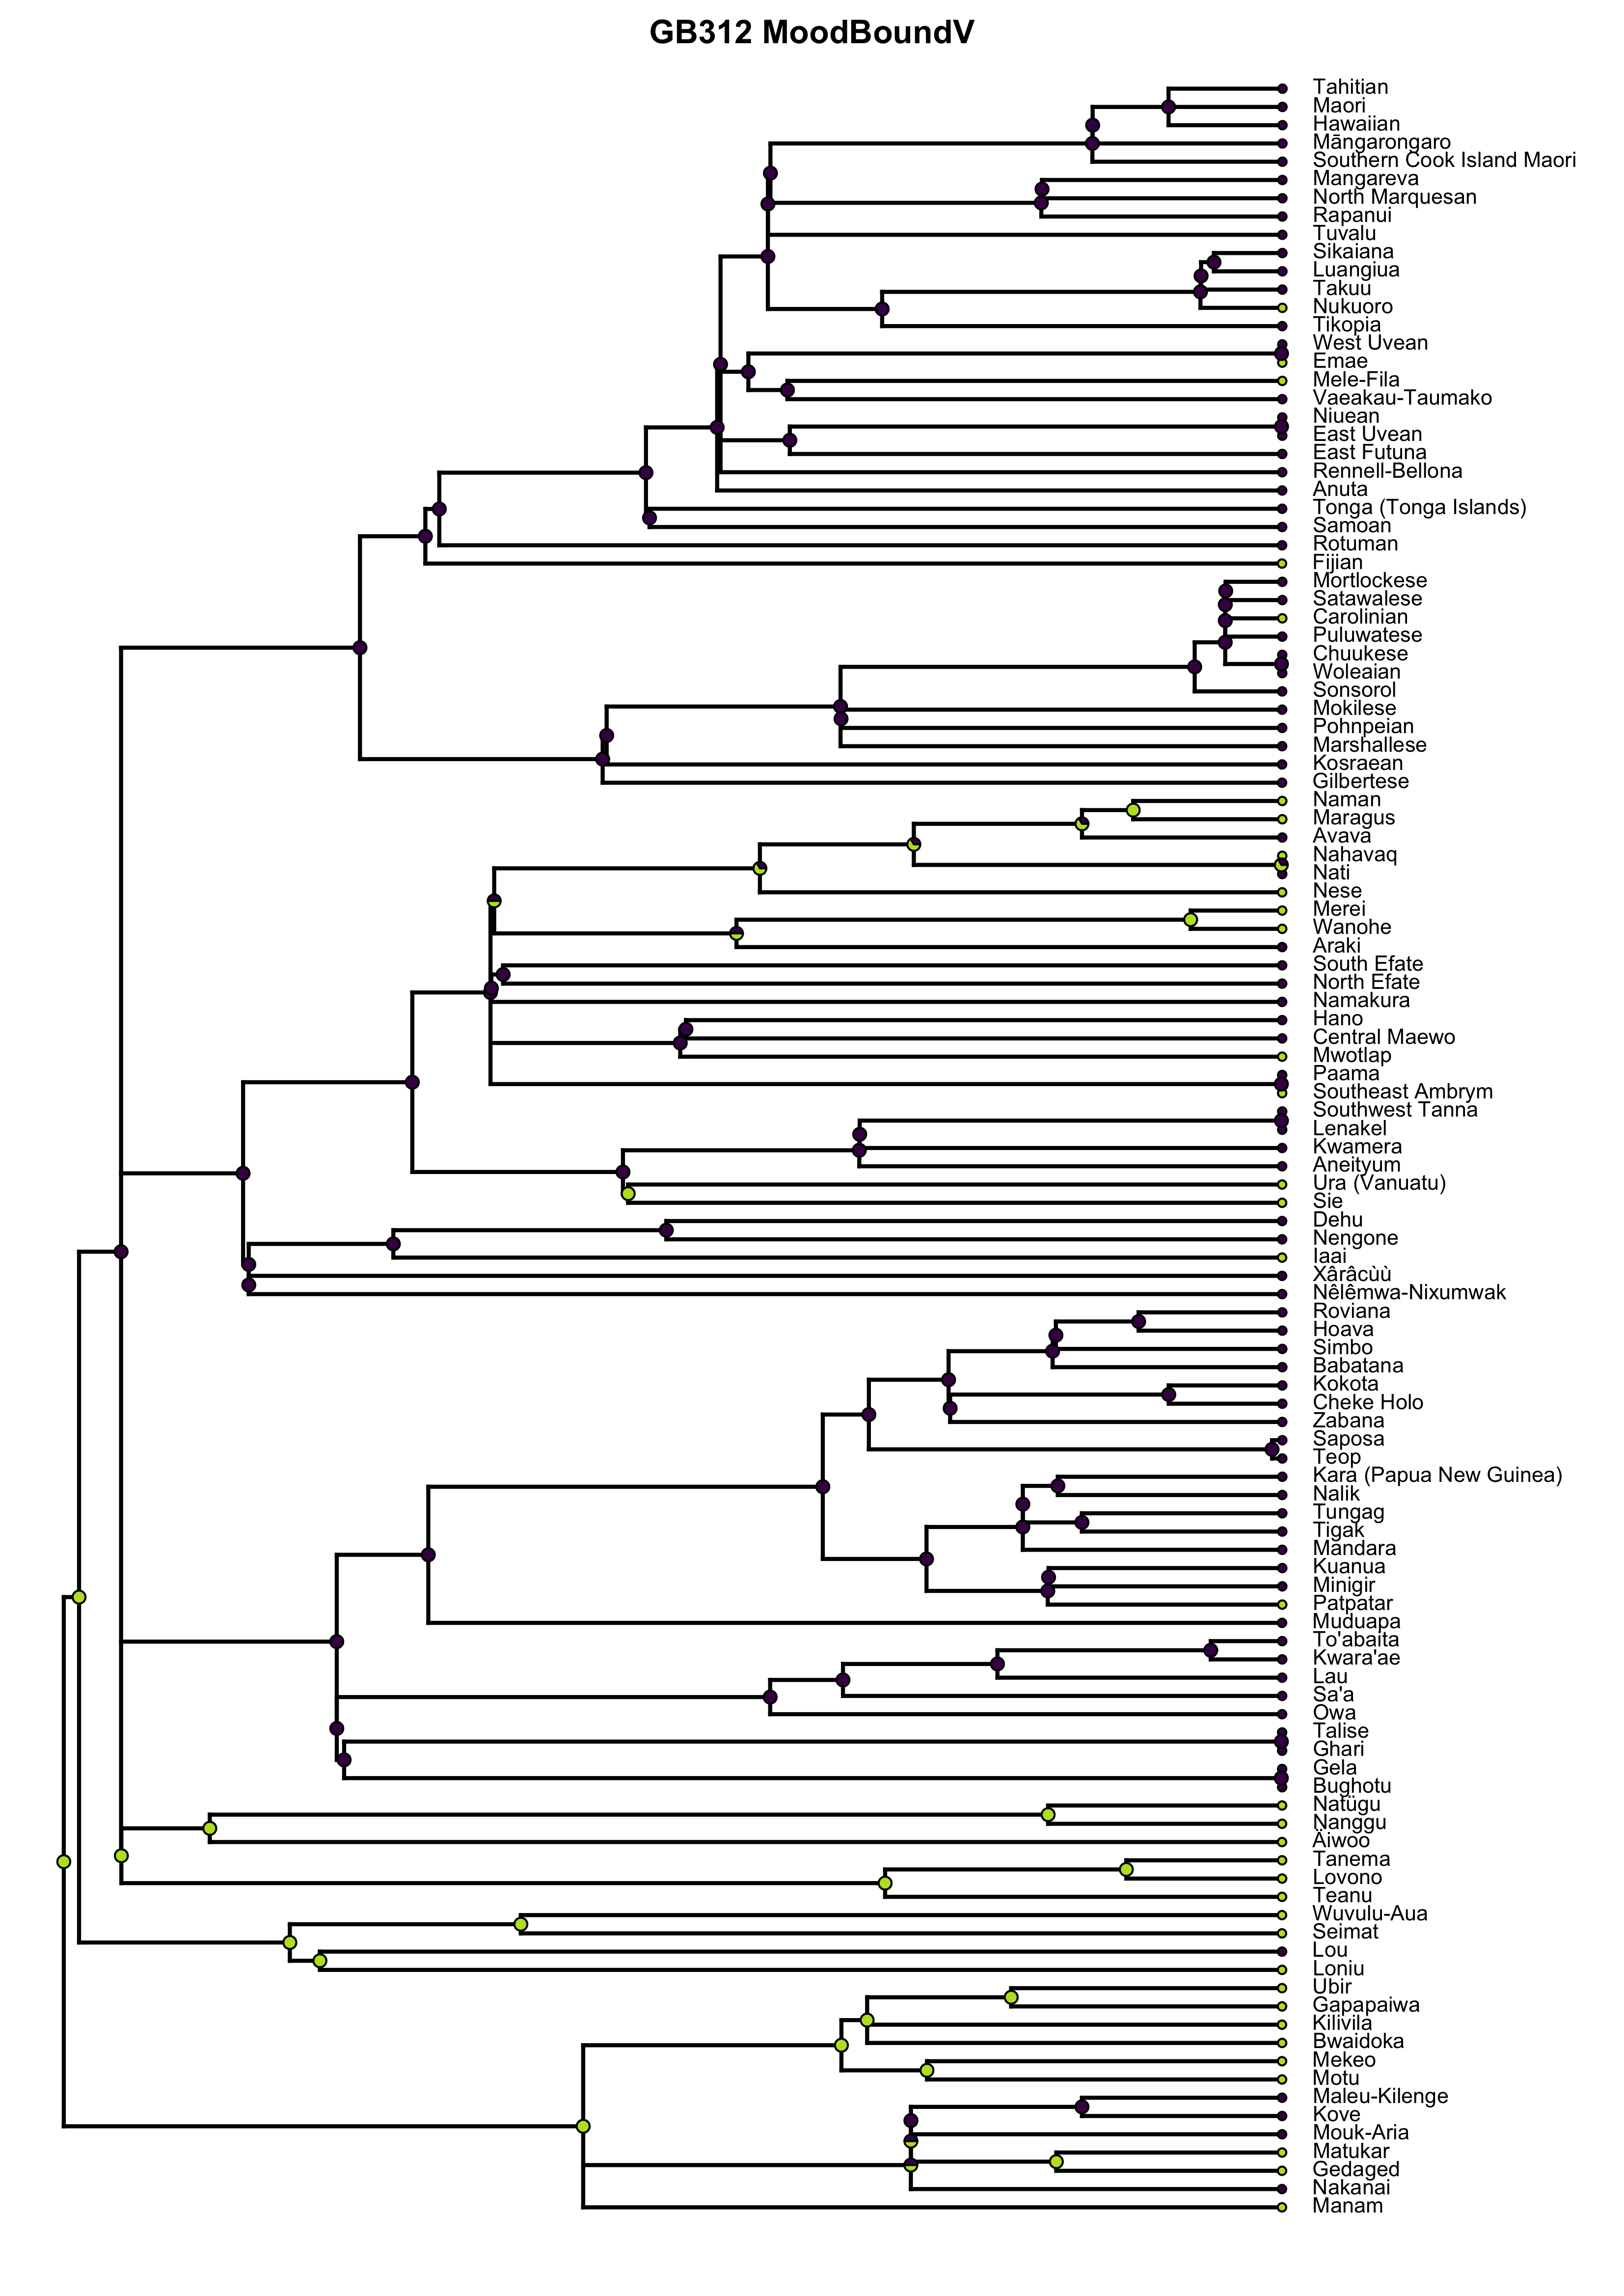 GB312 MoodBoundV
Tahitian
Maori
Hawaiian
Māngarongaro
Southern Cook Island Maori
Mangareva
North Marquesan
Rapanui
Tuvalu
Sikaiana
Luangiua
Takuu
Nukuoro
Tikopia
West Uvean
Emae
Mele-Fila
Vaeakau-Taumako
Niuean
East Uvean
East Futuna
Rennell-Bellona
Anuta
Tonga (Tonga Islands)
Samoan
Rotuman
Fijian
Mortlockese
Satawalese
Carolinian
Puluwatese
Chuukese
Woleaian
Sonsorol
Mokilese
Pohnpeian
Marshallese
Kosraean
Gilbertese
Naman
Maragus
Avava
Nahavaq
Nati
Nese
Merei
Wanohe
Araki
South Efate
North Efate
Namakura
Hano
Central Maewo
Mwotlap
Paama
Southeast Ambrym
Southwest Tanna
Lenakel
Kwamera
Aneityum
Ura (Vanuatu)
Sie
Dehu
Nengone
Iaai
Xârâcùù
Nêlêmwa-Nixumwak
Roviana
Hoava
Simbo
Babatana
Kokota
Cheke Holo
Zabana
Saposa
Teop
Kara (Papua New Guinea)
Nalik
Tungag
Tigak
Mandara
Kuanua
Minigir
Patpatar
Muduapa
To'abaita
Kwara'ae
Lau
Sa'a
Owa
Talise
Ghari
Gela
Bughotu
Natügu
Nanggu
Äiwoo
Tanema
Lovono
Teanu
Wuvulu-Aua
Seimat
Lou
Loniu
Ubir
Gapapaiwa
Kilivila
Bwaidoka
Mekeo
Motu
Maleu-Kilenge
Kove
Mouk-Aria
Matukar
Gedaged
Nakanai
Manam